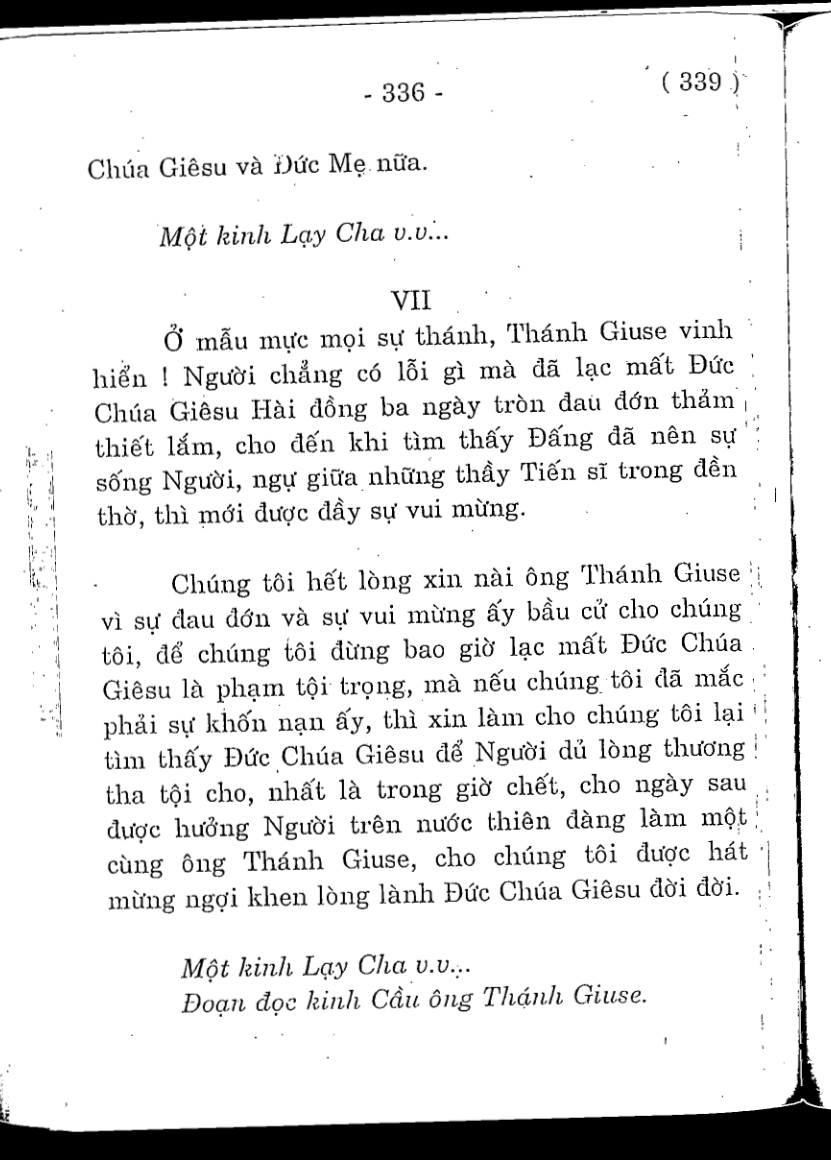 - 336 -
( 339 )
Chúa Giêsu và Đức Mẹ nữa.
Một kinh Lạy Cha v.v...
VII
Ở mẫu mực mọi sự thánh, Thánh Giuse vinh
hiển ! Người chẳng có lỗi gì mà đã lạc mất Đức
Chúa Giêsu Hài đồng ba ngày tròn đau đớn thảm
thiết lắm, cho đến khi tìm thấy Đấng đã nên sự
sống Người, ngự giữa những thầy Tiến sĩ trong đền
thờ, thì mới được đầy sự vui mừng.
Chúng tôi hết lòng xin nài ông Thánh Giuse
vì sự đau đớn và sự vui mừng ấy bầu cử cho chúng
tôi, để chúng tôi đừng bao giờ lạc mất Đức Chúa
Giêsu là phạm tội trọng, mà nếu chúng tôi đã mắc
phải sự khốn nạn ấy, thì xin làm cho chúng tôi lại
tìm thấy Đức Chúa Giêsu để Người dủ lòng thương
tha tội cho, nhất là trong giờ chết, cho ngày sau
được hưởng Người trên nước thiên đàng làm một
cùng ông Thánh Giuse, cho chúng tôi được hát
mừng ngợi khen lòng lành Đức Chúa Giêsu đời đời.
Một kinh Lạy Cha v.v...
Đoạn đọc kinh Cầu ông Thánh Giuse.